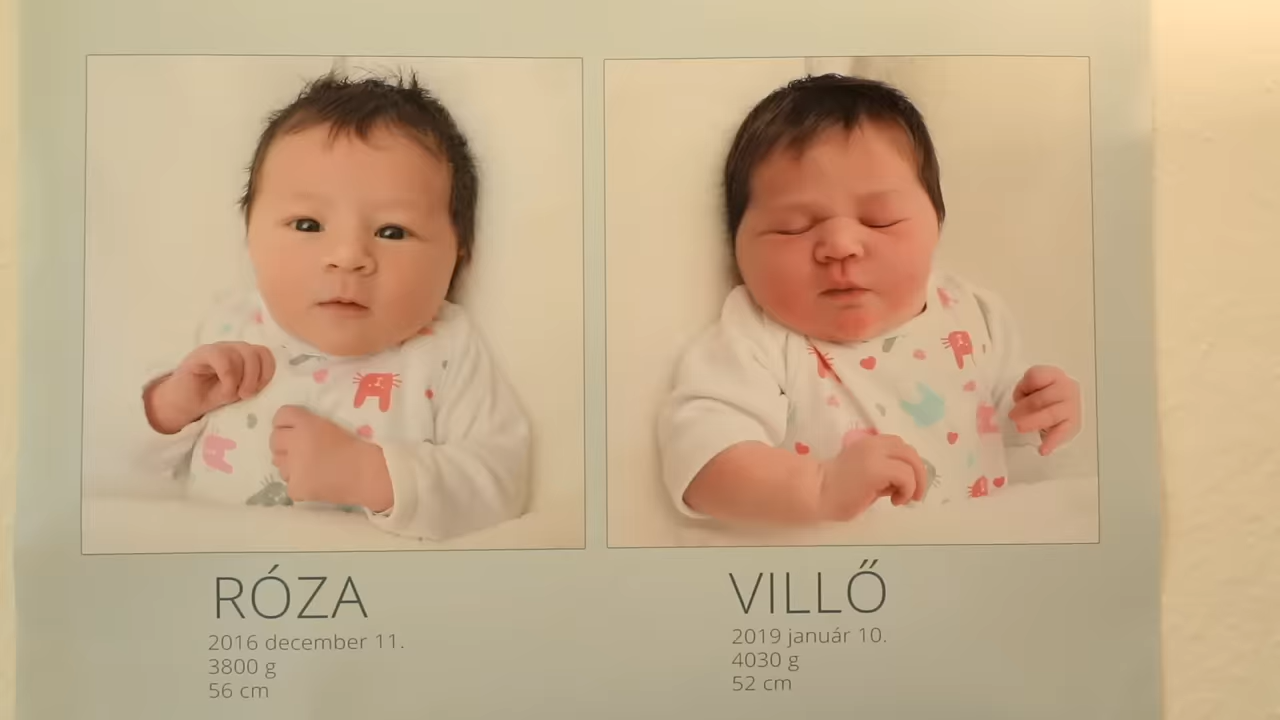 RÓZA
2016 december 11.
3800 g
56 cm
VILLŐ
2019 január 10.
4030 g
52 cm